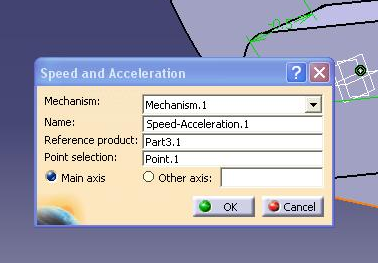 Speed and Acceleration
Mechanism: Mechanism.1
Name: Speed-Acceleration.1
Reference product: Part3.1
Point selection: Point.1
Main axis Other axis:
OK Cancel